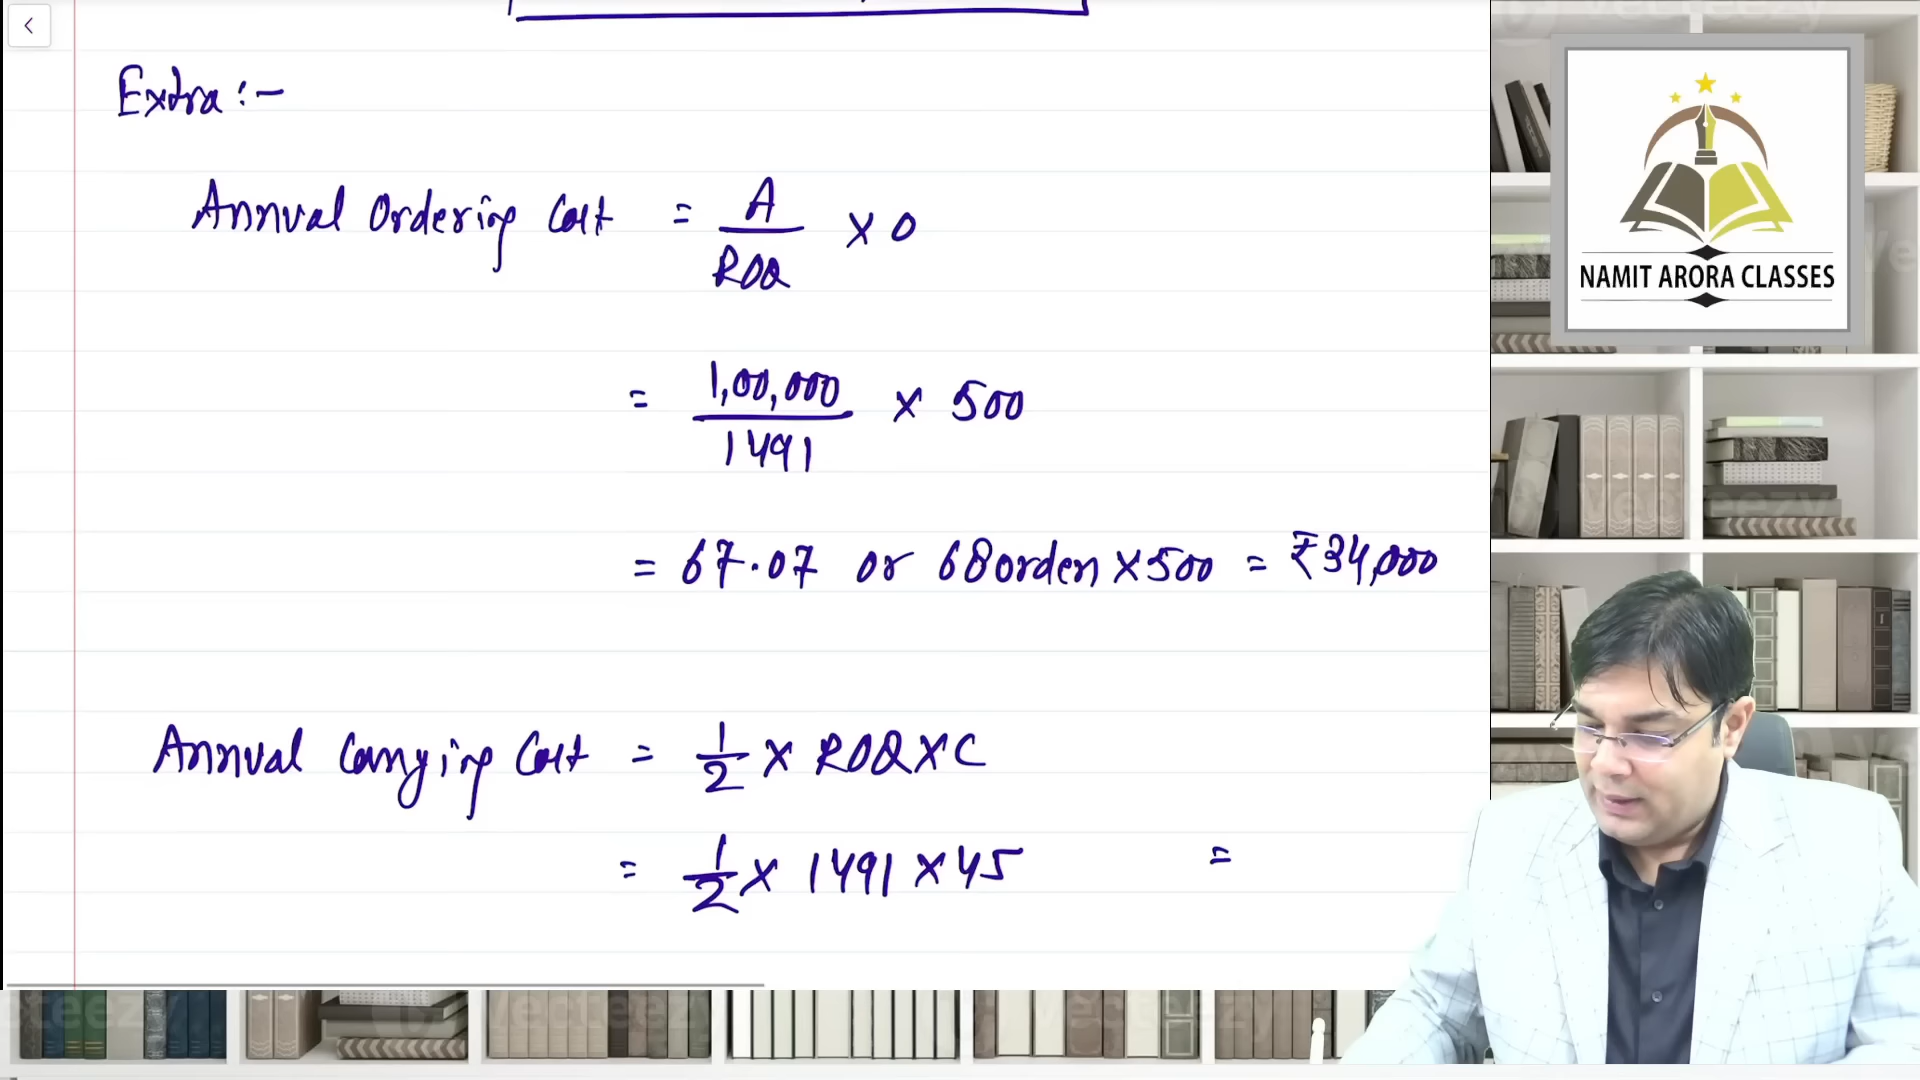 Extra :-
Annual Ordering Cost = A/ROQ × O
= 1,00,000/1491 × 500
= 67.07 or 68 orders × 500 = ₹34,000
Annual Carrying Cost = 1/2 × ROQ × C
= 1/2 × 1491 × 45 =
NAMIT ARORA CLASSES